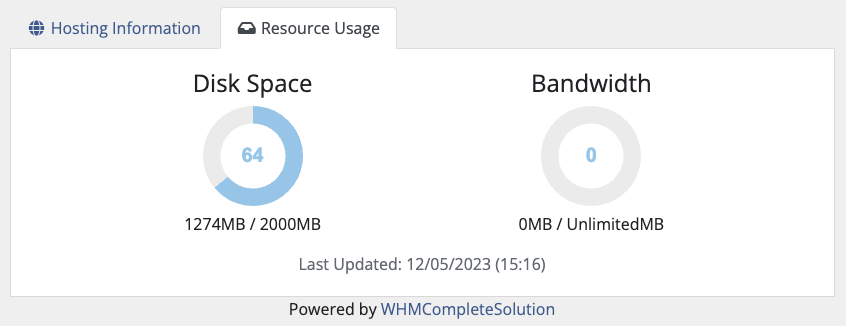 Hosting Information
Resource Usage
Disk Space
64
1274MB / 2000MB
Bandwidth
0
0MB / UnlimitedMB
Last Updated: 12/05/2023 (15:16)
Powered by WHMCompleteSolution